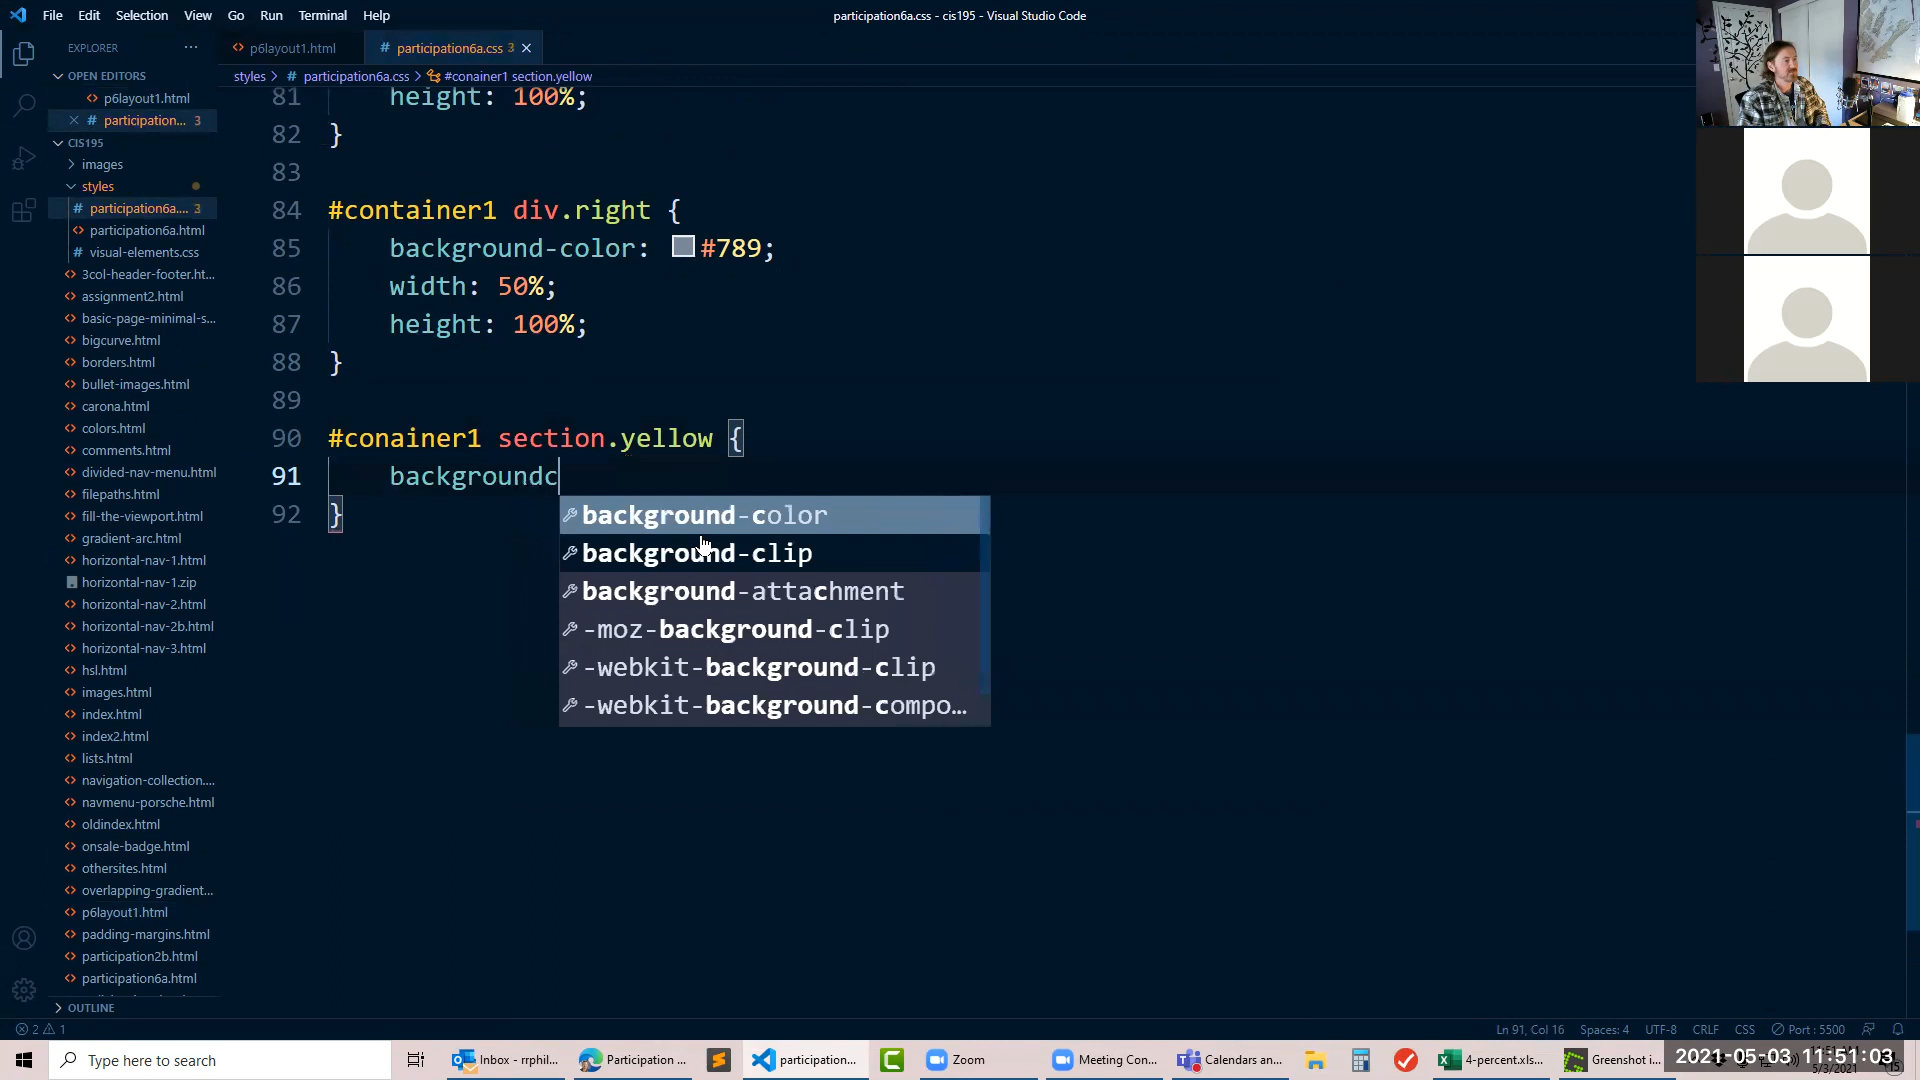 File Edit Selection View Go Run Terminal Help
participation6a.css - cis195 - Visual Studio Code
EXPLORER ···
OPEN EDITORS
p6layout1.html
participation... 3
CIS195
images
styles
participation6a.... 3
participation6a.html
visual-elements.css
3col-header-footer.ht...
assignment2.html
basic-page-minimal-s...
bigcurve.html
borders.html
bullet-images.html
carona.html
colors.html
comments.html
divided-nav-menu.html
filepaths.html
fill-the-viewport.html
gradient-arc.html
horizontal-nav-1.html
horizontal-nav-1.zip
horizontal-nav-2.html
horizontal-nav-2b.html
horizontal-nav-3.html
hsl.html
images.html
index.html
index2.html
lists.html
navigation-collection....
navmenu-porsche.html
oldindex.html
onsale-badge.html
othersites.html
overlapping-gradient...
p6layout1.html
padding-margins.html
participation2b.html
participation6a.html
OUTLINE
p6layout1.html
# participation6a.css 3
styles > # participation6a.css > #conainer1 section.yellow
81 height: 100%;
82 }
83
84 #container1 div.right {
85 background-color: #789;
86 width: 50%;
87 height: 100%;
88 }
89
90 #conainer1 section.yellow {
91 backgroundc
92 }
background-color
background-clip
background-attachment
-moz-background-clip
-webkit-background-clip
-webkit-background-compo…
2 1
Ln 91, Col 16 Spaces: 4 UTF-8 CRLF CSS Port : 5500
Type here to search
Inbox - rrphil...
Participation ...
participation...
Zoom
Meeting Con...
Calendars an...
4-percent.xls...
Greenshot i...
2021-05-03 11:51:03
5/3/2021
15